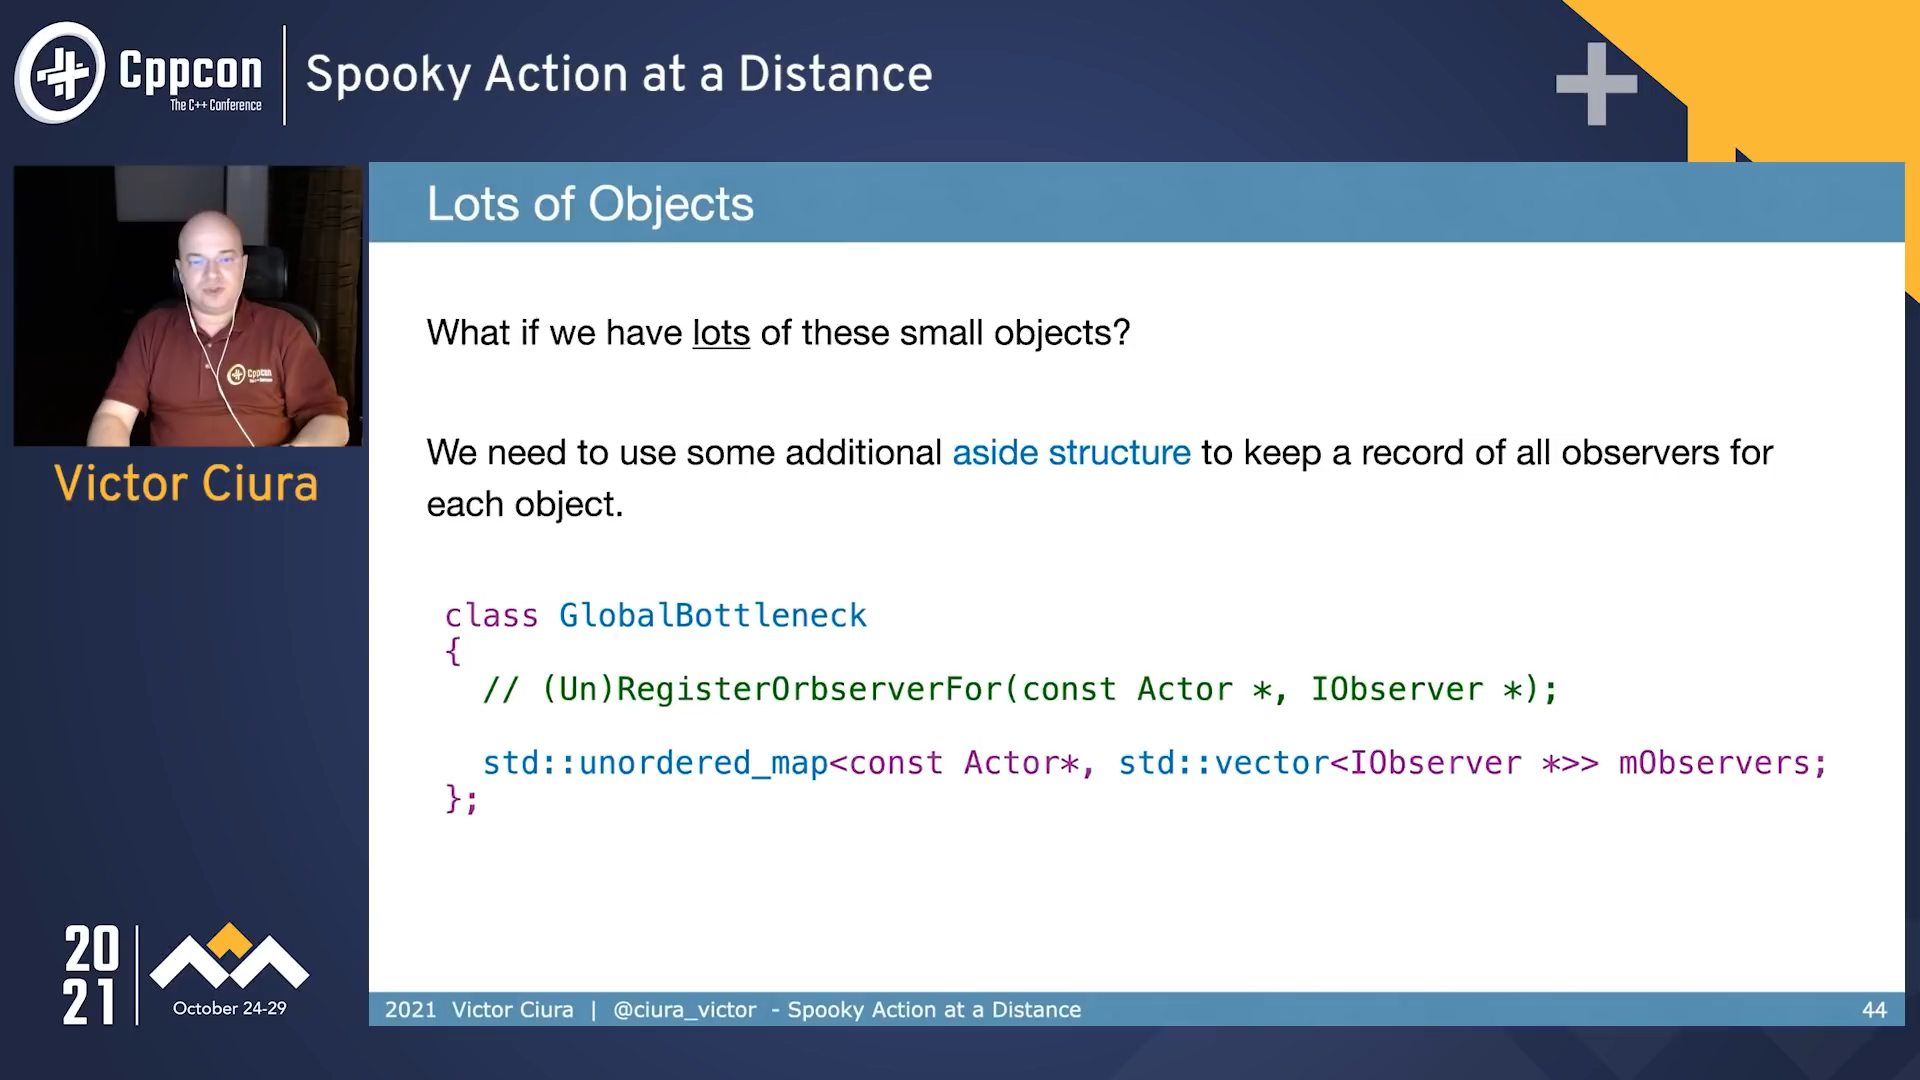 Cppcon
The C++ Conference
Spooky Action at a Distance
Lots of Objects
Cppcon
Victor Ciura
What if we have lots of these small objects?
We need to use some additional aside structure to keep a record of all observers for
each object.
class GlobalBottleneck
{
// (Un)RegisterOrbserverFor(const Actor *, IObserver *);
std::unordered_map<const Actor*, std::vector<IObserver *>> mObservers;
};
20
21
October 24-29
2021 Victor Ciura | @ciura_victor - Spooky Action at a Distance
44